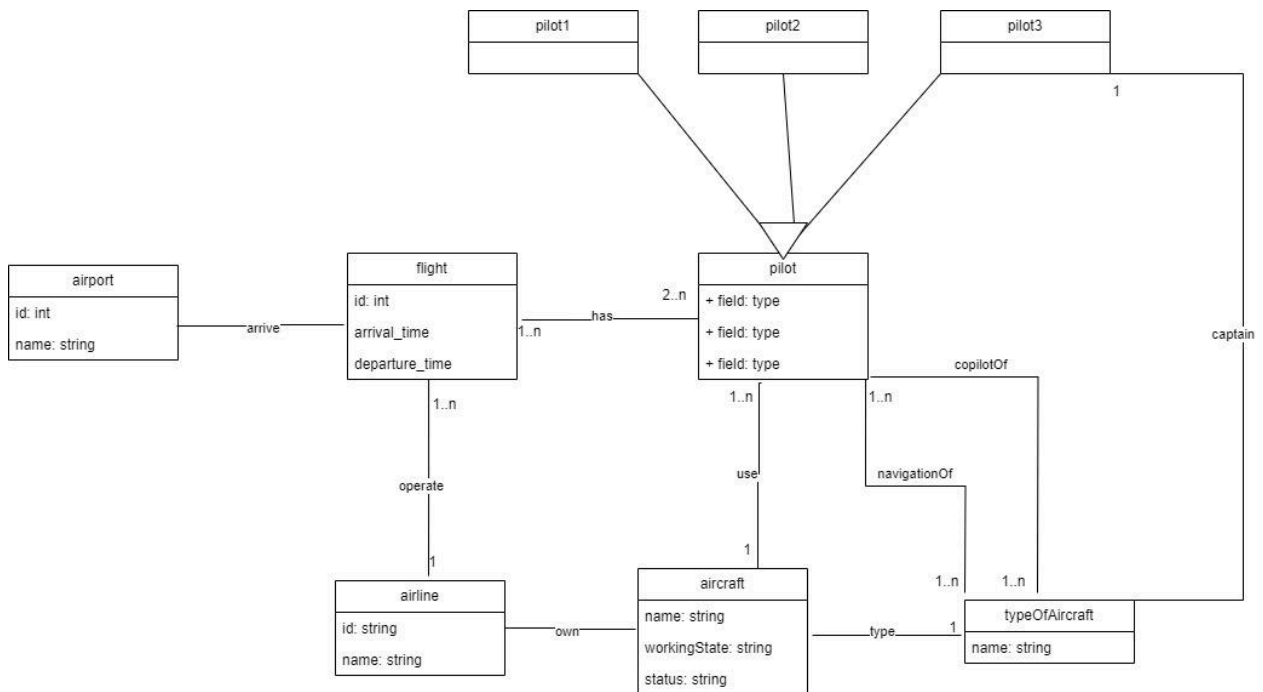 pilot1
pilot2
pilot3
1
captain
airport
id: int
name: string
arrive
flight
id: int
arrival_time
departure_time
1..n
has
2..n
pilot
+ field: type
+ field: type
+ field: type
copilotOf
1..n
1..n
1..n
operate
use
navigationOf
1
1
1..n
1..n
airline
id: string
name: string
own
aircraft
name: string
workingState: string
status: string
type
1
typeOfAircraft
name: string